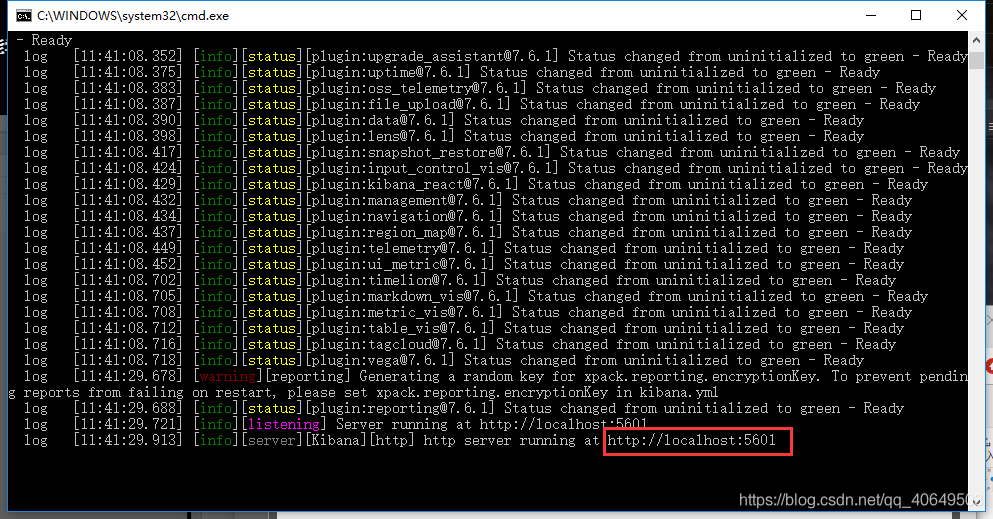 C:\WINDOWS\system32\cmd.exe
- Ready
log [11:41:08.352] [info][status][plugin:upgrade_assistant@7.6.1] Status changed from uninitialized to green - Ready
log [11:41:08.375] [info][status][plugin:uptime@7.6.1] Status changed from uninitialized to green - Ready
log [11:41:08.383] [info][status][plugin:oss_telemetry@7.6.1] Status changed from uninitialized to green - Ready
log [11:41:08.387] [info][status][plugin:file_upload@7.6.1] Status changed from uninitialized to green - Ready
log [11:41:08.390] [info][status][plugin:data@7.6.1] Status changed from uninitialized to green - Ready
log [11:41:08.398] [info][status][plugin:lens@7.6.1] Status changed from uninitialized to green - Ready
log [11:41:08.417] [info][status][plugin:snapshot_restore@7.6.1] Status changed from uninitialized to green - Ready
log [11:41:08.424] [info][status][plugin:input_control_vis@7.6.1] Status changed from uninitialized to green - Ready
log [11:41:08.429] [info][status][plugin:kibana_react@7.6.1] Status changed from uninitialized to green - Ready
log [11:41:08.432] [info][status][plugin:management@7.6.1] Status changed from uninitialized to green - Ready
log [11:41:08.434] [info][status][plugin:navigation@7.6.1] Status changed from uninitialized to green - Ready
log [11:41:08.437] [info][status][plugin:region_map@7.6.1] Status changed from uninitialized to green - Ready
log [11:41:08.449] [info][status][plugin:telemetry@7.6.1] Status changed from uninitialized to green - Ready
log [11:41:08.452] [info][status][plugin:ui_metric@7.6.1] Status changed from uninitialized to green - Ready
log [11:41:08.702] [info][status][plugin:timelion@7.6.1] Status changed from uninitialized to green - Ready
log [11:41:08.705] [info][status][plugin:markdown_vis@7.6.1] Status changed from uninitialized to green - Ready
log [11:41:08.708] [info][status][plugin:metric_vis@7.6.1] Status changed from uninitialized to green - Ready
log [11:41:08.712] [info][status][plugin:table_vis@7.6.1] Status changed from uninitialized to green - Ready
log [11:41:08.716] [info][status][plugin:tagcloud@7.6.1] Status changed from uninitialized to green - Ready
log [11:41:08.718] [info][status][plugin:vega@7.6.1] Status changed from uninitialized to green - Ready
log [11:41:29.678] [warning][reporting] Generating a random key for xpack.reporting.encryptionKey. To prevent pendin
g reports from failing on restart, please set xpack.reporting.encryptionKey in kibana.yml
log [11:41:29.688] [info][status][plugin:reporting@7.6.1] Status changed from uninitialized to green - Ready
log [11:41:29.721] [info][listening] Server running at http://localhost:5601
log [11:41:29.913] [info][server][Kibana][http] http server running at http://localhost:5601